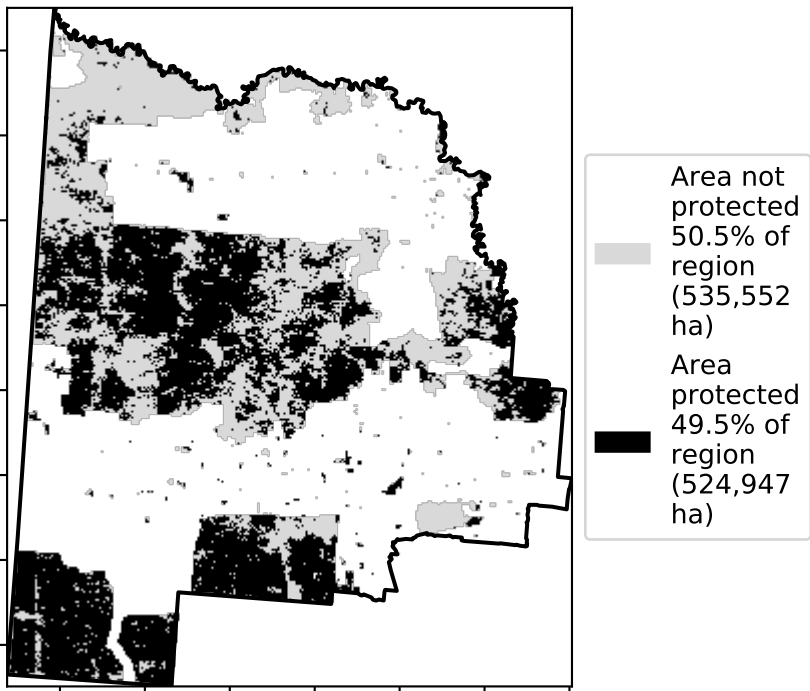 Area not
protected
50.5% of
region
(535,552
ha)
Area
protected
49.5% of
region
(524,947
ha)